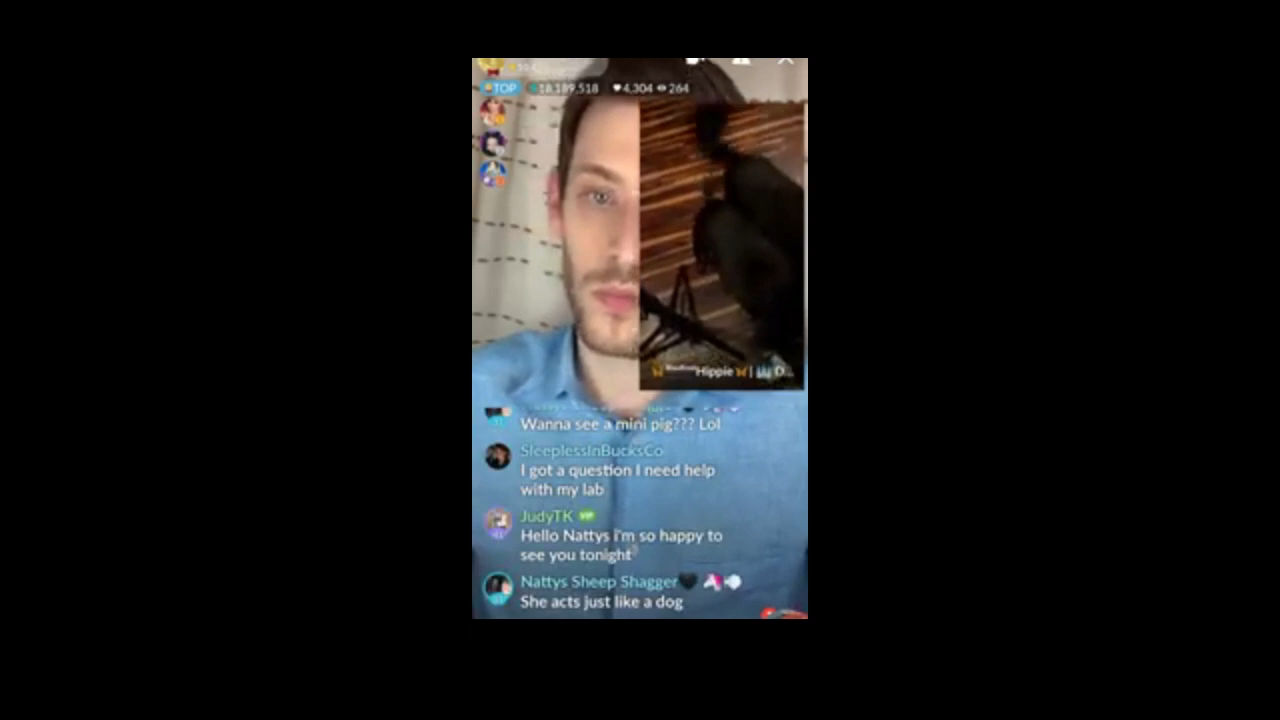 TOP 18,189,518 4,304 264
Hippie | D...
Wanna see a mini pig??? Lol
SleeplessInBucksCo
I got a question I need help
with my lab
JudyTK VIP
Hello Nattys i'm so happy to
see you tonight
Nattys Sheep Shagger
She acts just like a dog